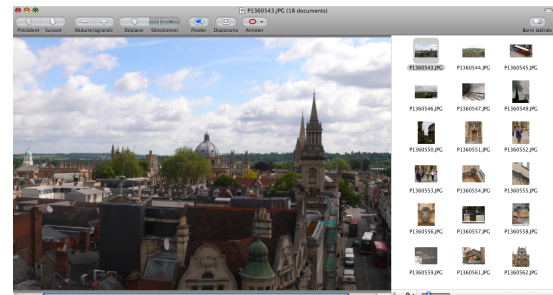 P1360543.JPG (18 documents)
Précédent Suivant Réduire/agrandir Déplacer Sélectionner Pivoter Diaporama Annoter Barre latérale
P1360543.JPG P1360544.JPG P1360545.JPG
P1360546.JPG P1360547.JPG P1360549.JPG
P1360550.JPG P1360551.JPG P1360552.JPG
P1360553.JPG P1360554.JPG P1360555.JPG
P1360556.JPG P1360557.JPG P1360558.JPG
P1360559.JPG P1360561.JPG P1360562.JPG